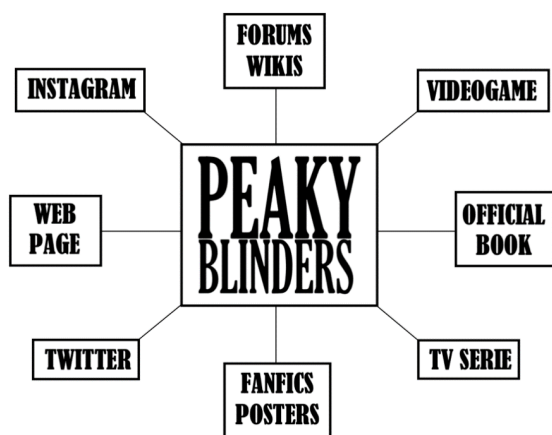 FORUMS
WIKIS
INSTAGRAM
VIDEOGAME
PEAKY
BLINDERS
WEB
PAGE
OFFICIAL
BOOK
TWITTER
TV SERIE
FANFICS
POSTERS